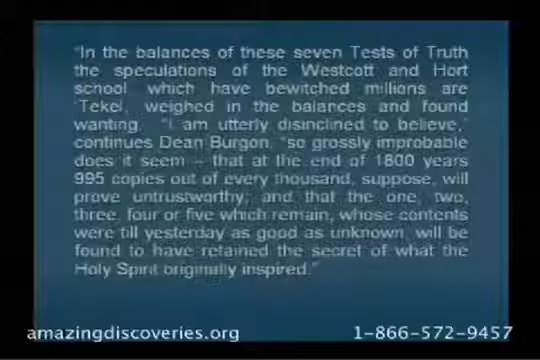 "In the balances of these seven Tests of Truth
the speculations of the Westcott and Hort
school, which have bewitched millions are
'Tekel', weighed in the balances and found
wanting. "I am utterly disinclined to believe,"
continues Dean Burgon, "so grossly improbable
does it seem – that at the end of 1800 years
995 copies out of every thousand, suppose, will
prove untrustworthy; and that the one, two,
three, four or five which remain, whose contents
were till yesterday as good as unknown, will be
found to have retained the secret of what the
Holy Spirit originally inspired."
amazingdiscoveries.org 1-866-572-9457